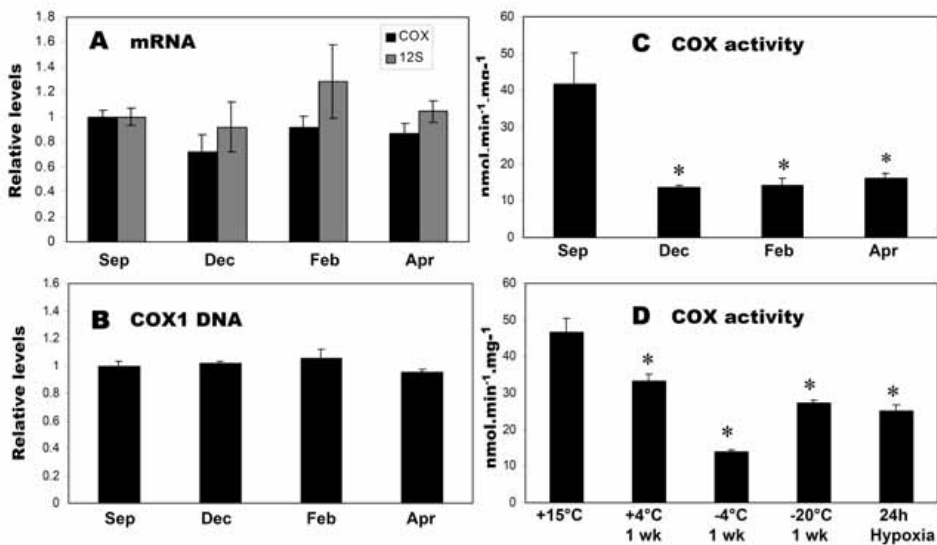 A mRNA
COX
12S
Relative levels
1.8
1.6
1.4
1.2
1
0.8
0.6
0.4
0.2
0
Sep Dec Feb Apr
C COX activity
nmol.min-1.mg-1
60
50
40
30
20
10
0
* * *
Sep Dec Feb Apr
B COX1 DNA
Relative levels
1.6
1.4
1.2
1
0.8
0.6
0.4
0.2
0
Sep Dec Feb Apr
D COX activity
nmol.min-1.mg-1
60
50
40
30
20
10
0
* * * *
+15°C +4°C -4°C -20°C 24h
1 wk 1 wk 1 wk Hypoxia